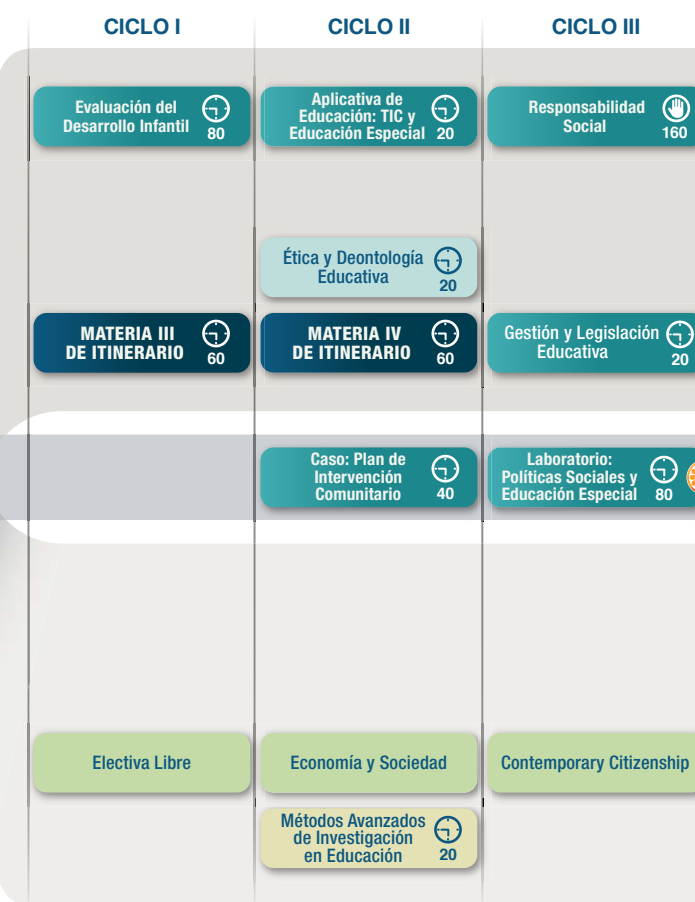 CICLO I
CICLO II
CICLO III
Evaluación del
Desarrollo Infantil
80
Aplicativa de
Educación: TIC y
Educación Especial
20
Responsabilidad
Social
160
Ética y Deontología
Educativa
20
MATERIA III
DE ITINERARIO
60
MATERIA IV
DE ITINERARIO
60
Gestión y Legislación
Educativa
20
Caso: Plan de
Intervención
Comunitario
40
Laboratorio:
Políticas Sociales y
Educación Especial
80
Electiva Libre
Economía y Sociedad
Contemporary Citizenship
Métodos Avanzados
de Investigación
en Educación
20